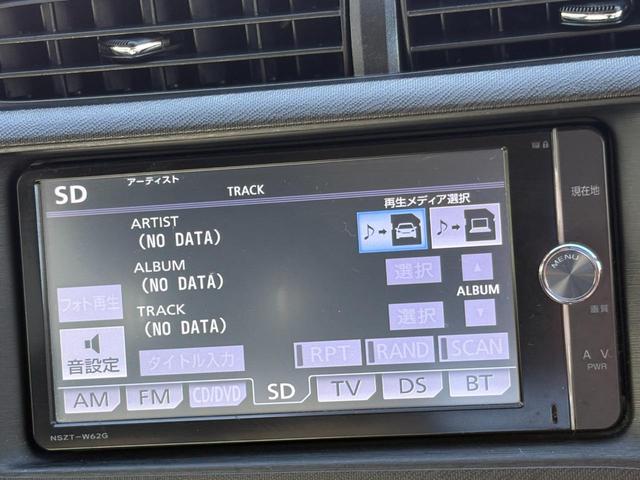 SD
アーティスト
TRACK
再生メディア選択
ARTIST
(NO DATA)
ALBUM
(NO DATA)
選択
ALBUM
TRACK
(NO DATA)
選択
フォト再生
音設定
タイトル入力
RPT
RAND
SCAN
AM
FM
CD/DVD
SD
TV
DS
BT
NSZT-W62G
現在地
MENU
画質
AV
PWR